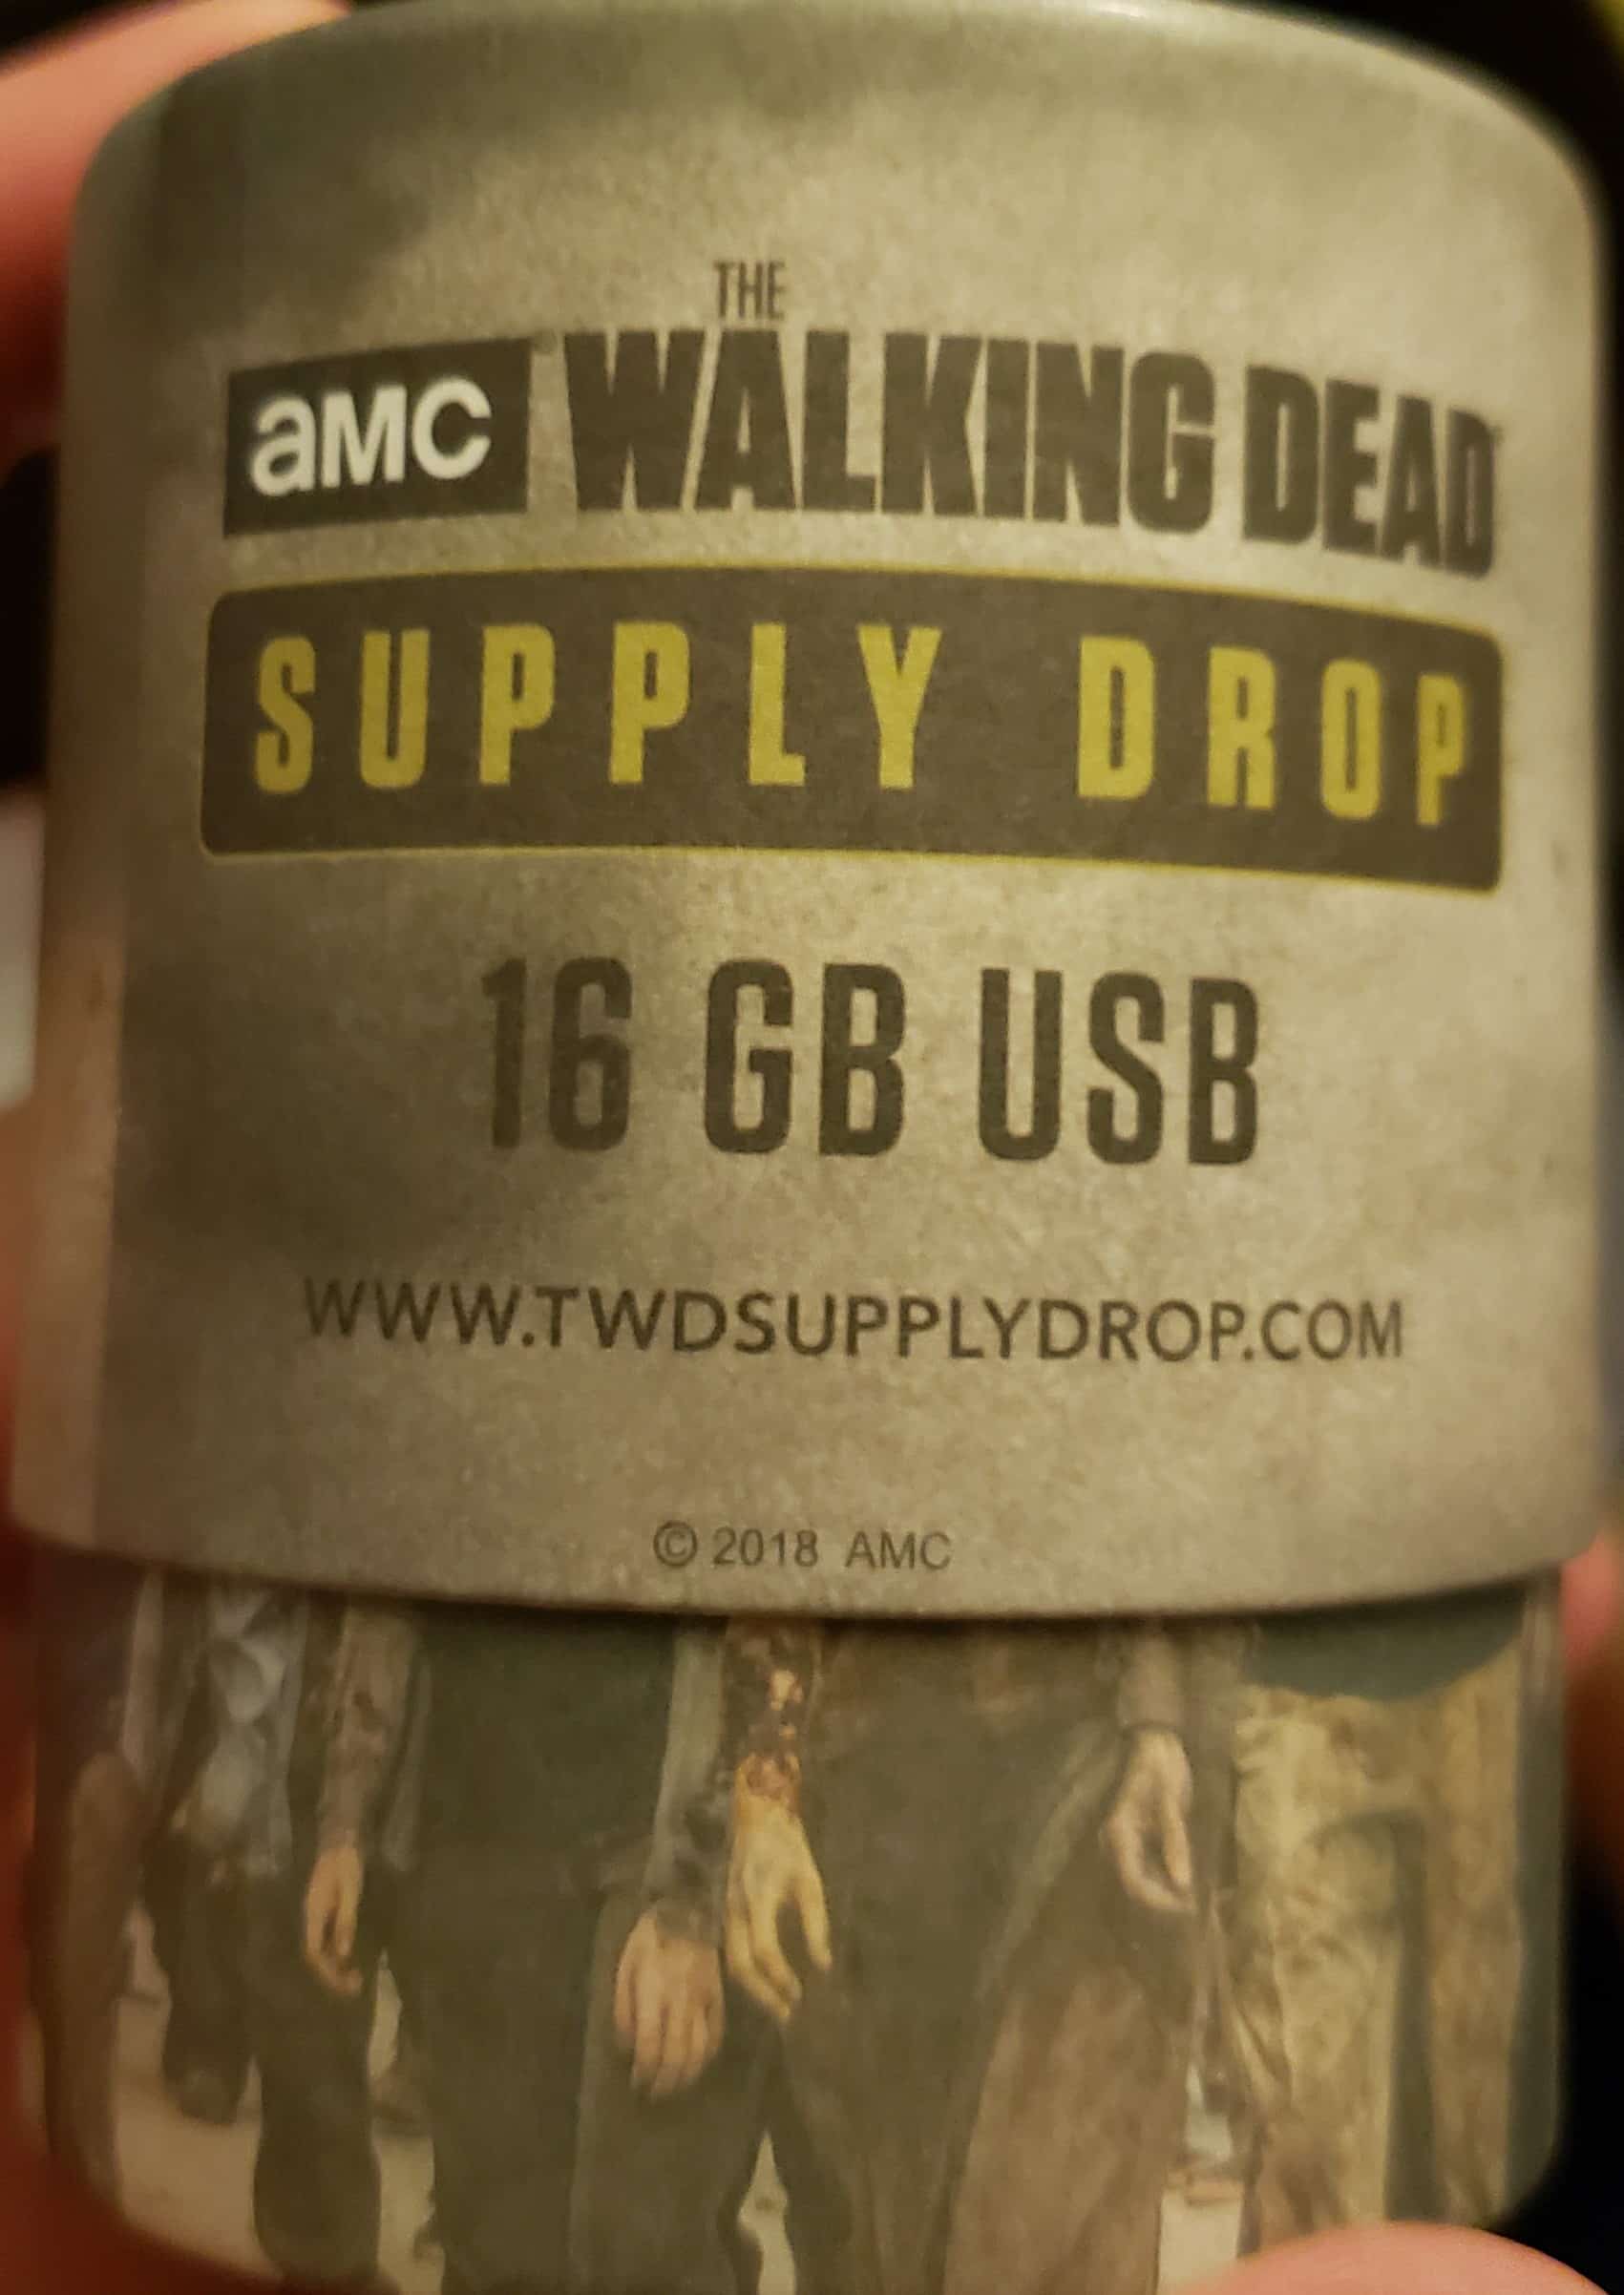 THE
aMC WALKING DEAD
SUPPLY DROP
16 GB USB
WWW.TWDSUPPLYDROP.COM
© 2018 AMC